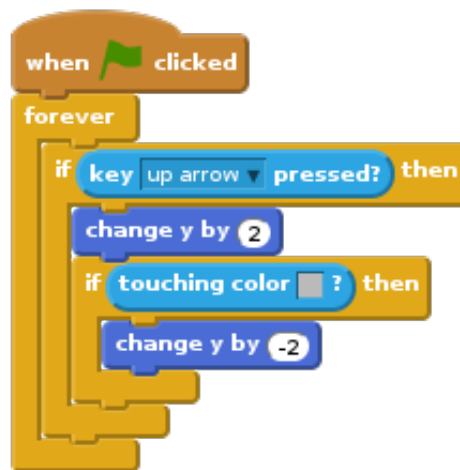 when clicked
forever
if key up arrow pressed? then
change y by 2
if touching color ? then
change y by -2